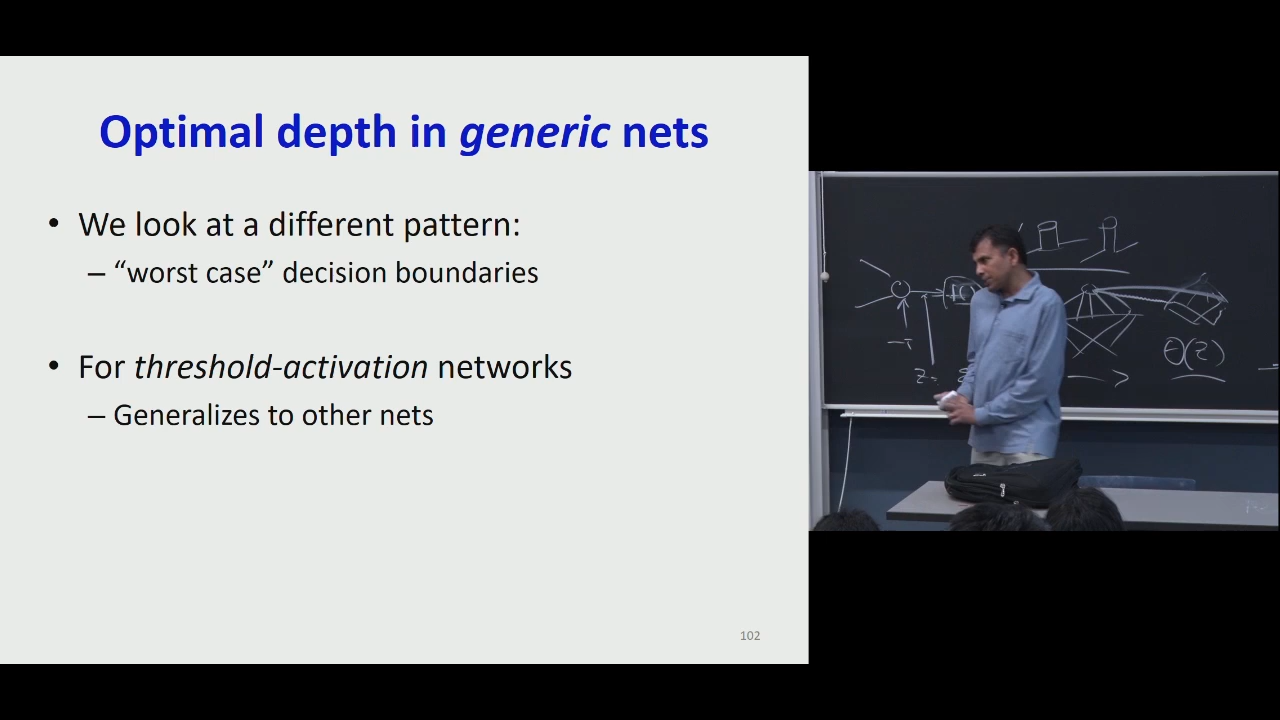 Optimal depth in generic nets
• We look at a different pattern:
– “worst case” decision boundaries
• For threshold-activation networks
– Generalizes to other nets
102
f()
-T
Z=
Θ(Z)